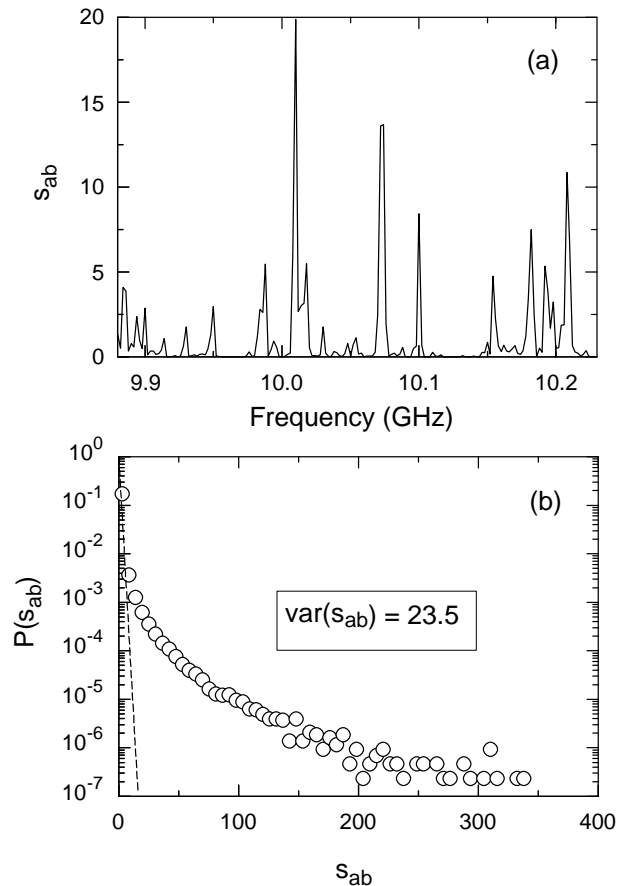 20
(a)
15
s_ab
10
5
0
9.9 10.0 10.1 10.2
Frequency (GHz)
10^0
(b)
10^-1
10^-2
10^-3
P(s_ab)
var(s_ab) = 23.5
10^-4
10^-5
10^-6
10^-7
0 100 200 300 400
s_ab